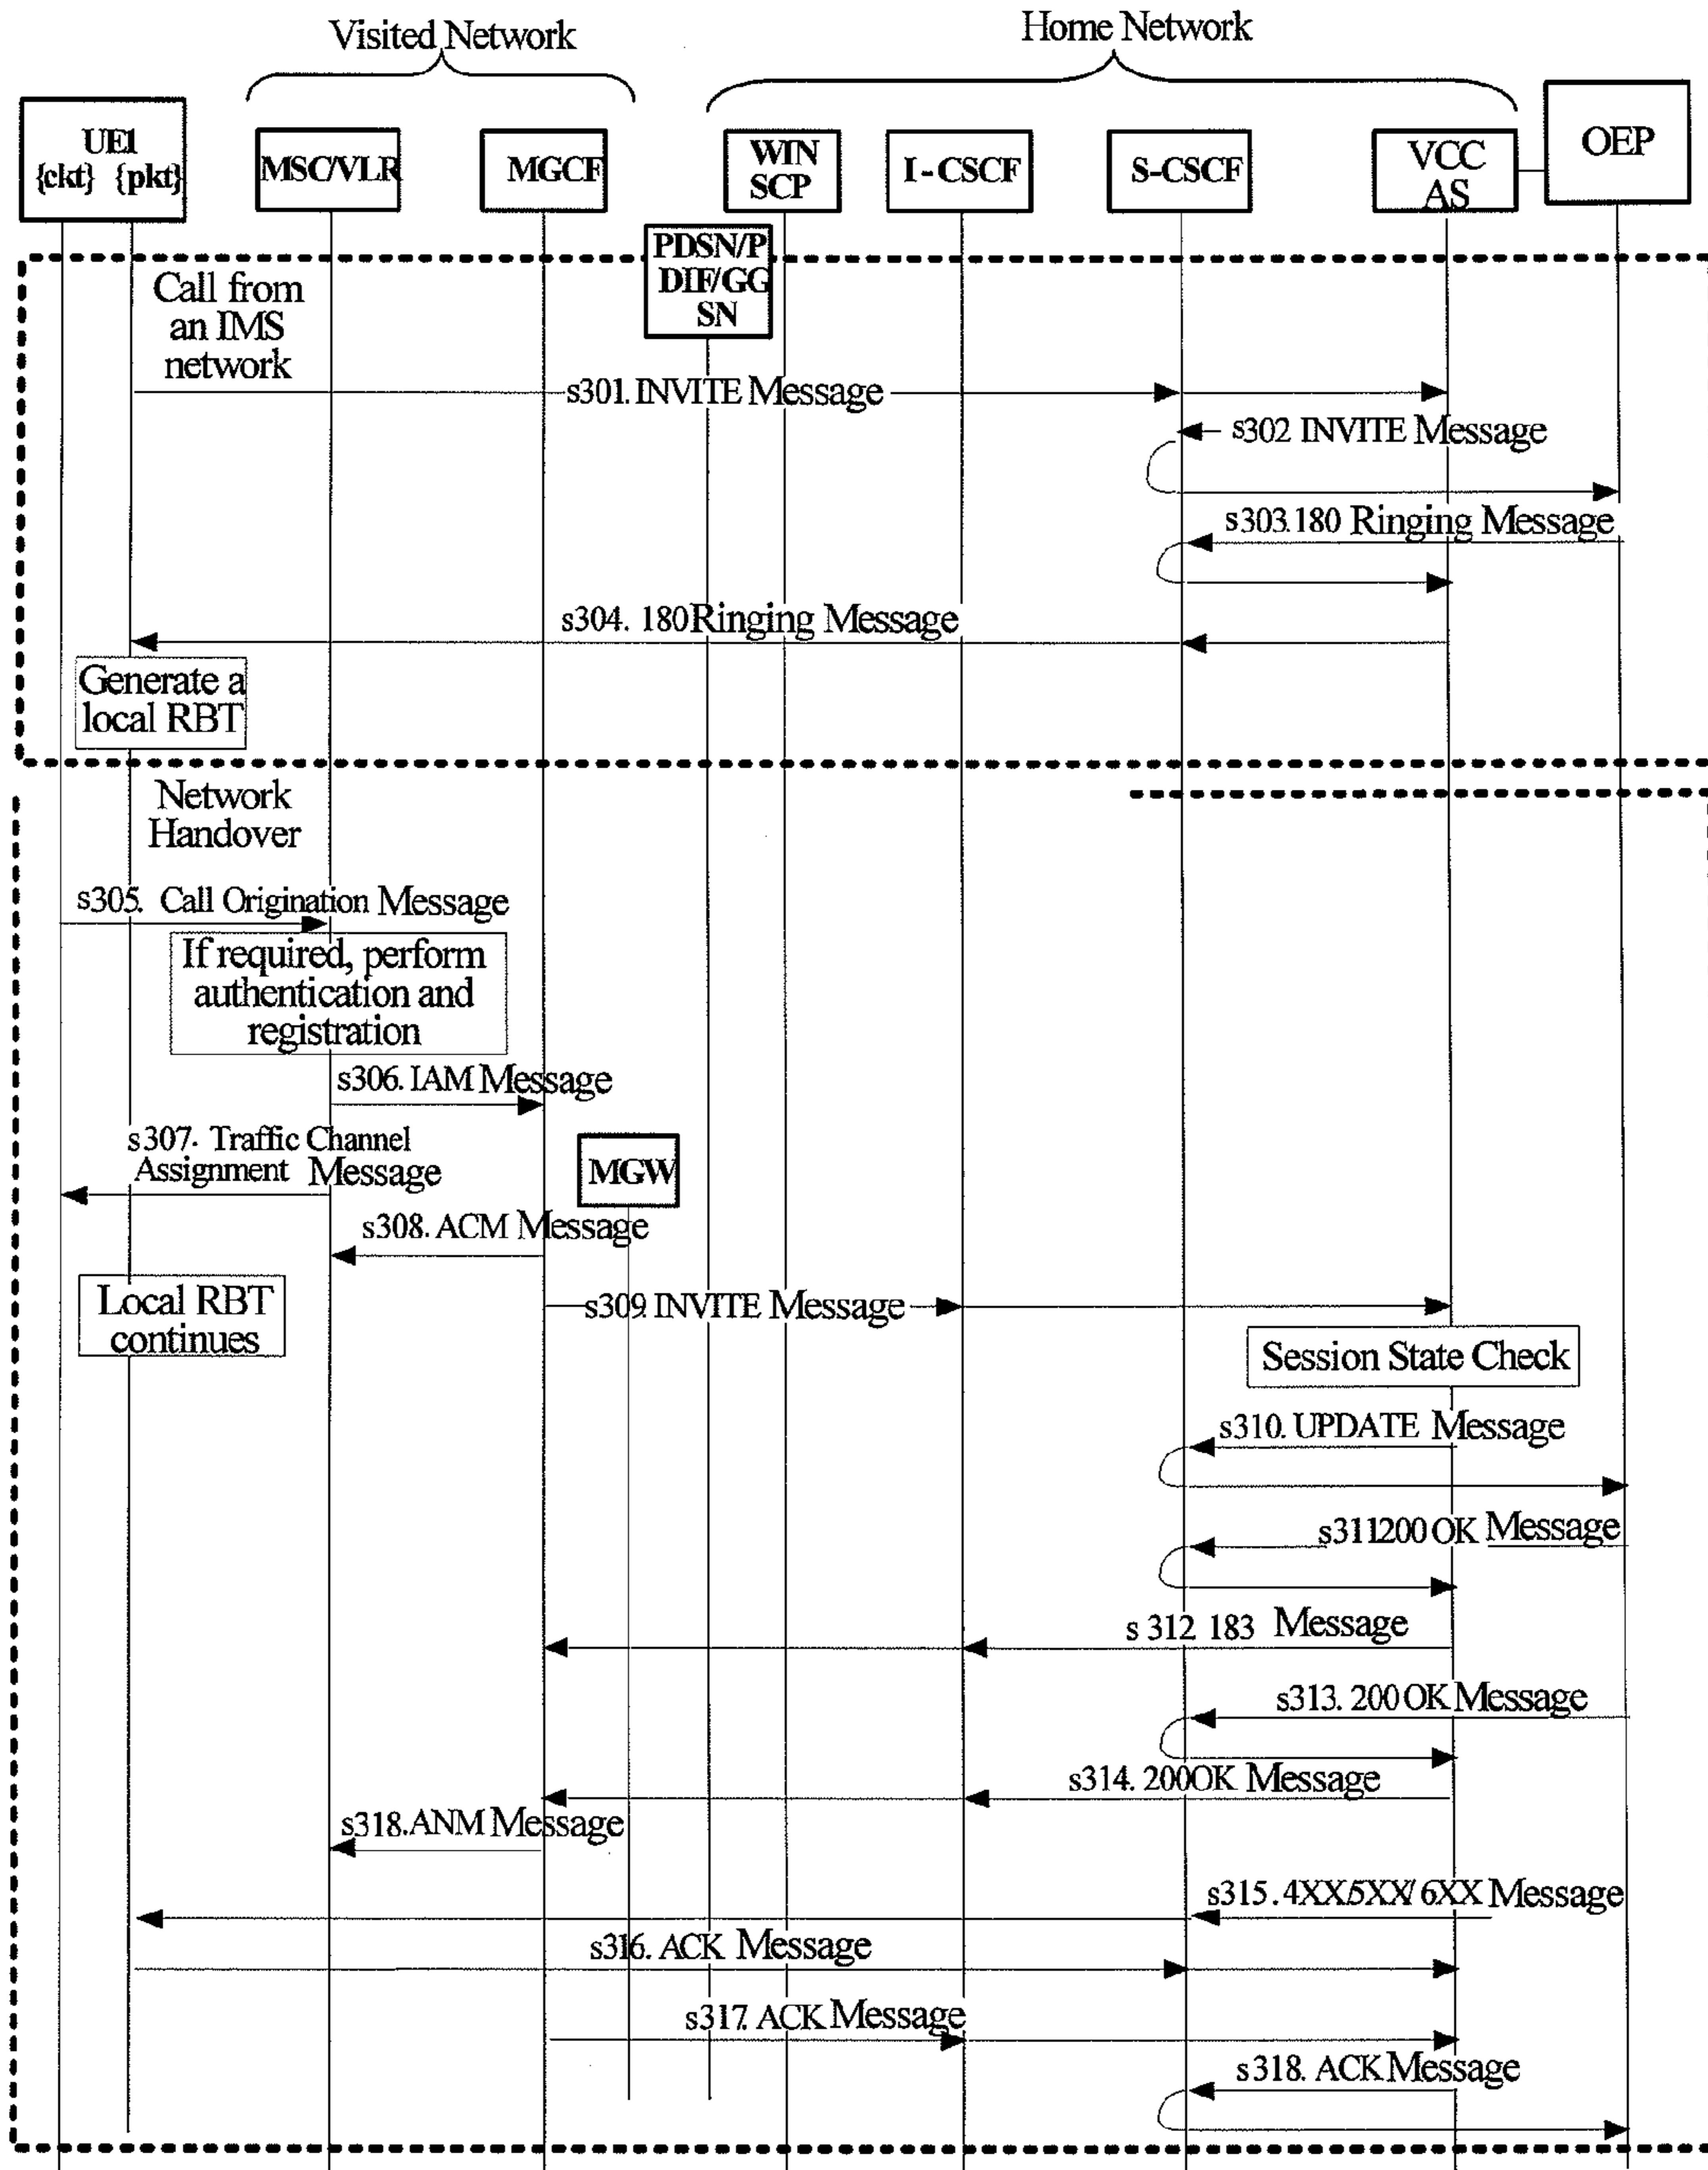 Visited Network
Home Network
UE1
{ckt} {pkt}
MSC/VLR
MGCF
WIN
SCP
I-CSCF
S-CSCF
VCC
AS
OEP
PDSN/P
DIF/GG
SN
Call from
an IMS
network
s301. INVITE Message
s302 INVITE Message
s303.180 Ringing Message
s304. 180 Ringing Message
Generate a
local RBT
Network
Handover
s305. Call Origination Message
If required, perform
authentication and
registration
s306. IAM Message
s307. Traffic Channel
Assignment Message
MGW
s308. ACM Message
Local RBT
continues
s309. INVITE Message
Session State Check
s310. UPDATE Message
s311200 OK Message
s 312 183 Message
s313. 200 OK Message
s314. 200OK Message
s318.ANM Message
s315.4XX5XX/6XX Message
s316. ACK Message
s317. ACK Message
s318. ACK Message